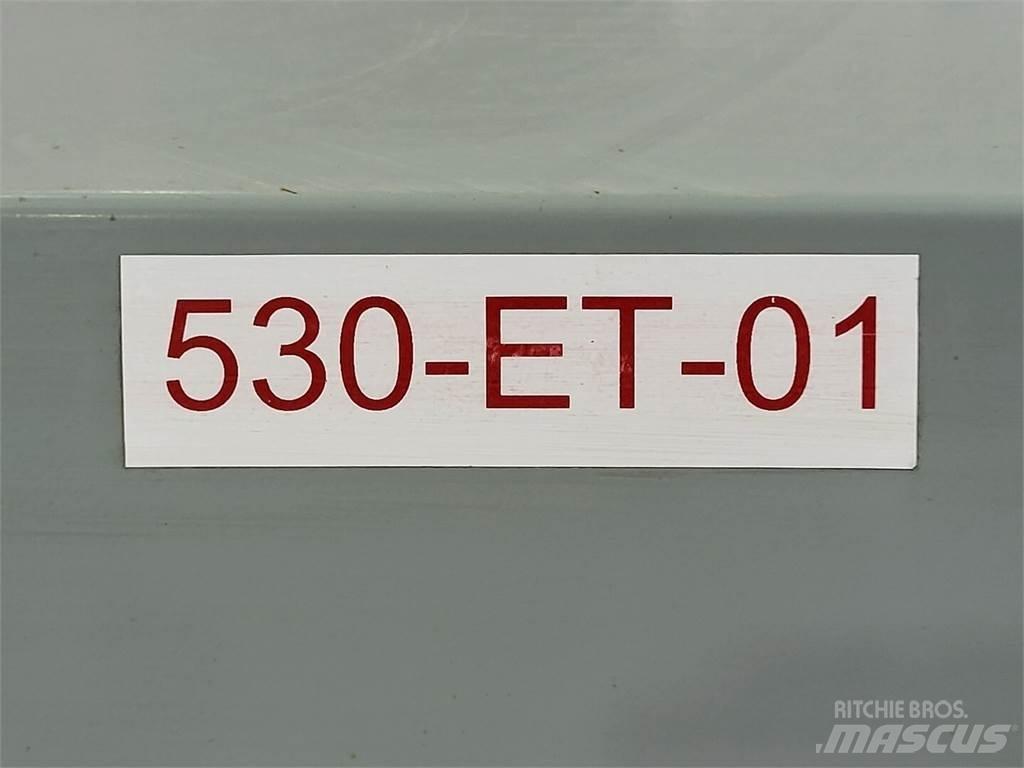 530-ET-01
RITCHIE BROS.
MASCUS